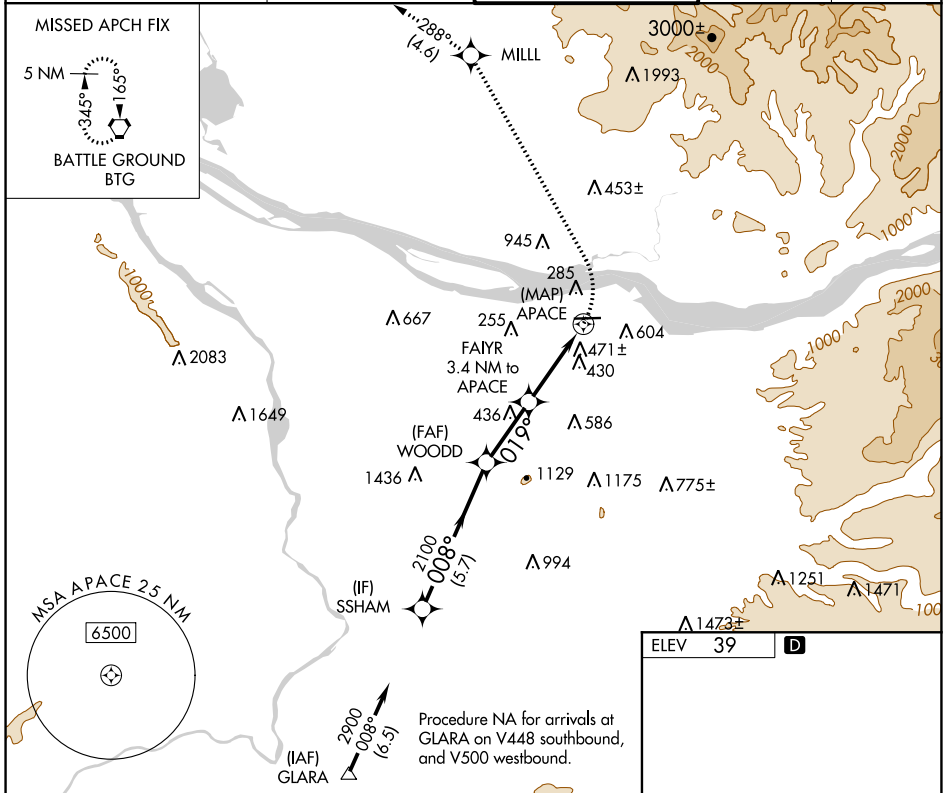 MISSED APCH FIX
5 NM
345°
165°
BATTLE GROUND
BTG
288°
(4.6)
MILLL
3000±
2000
1993
2000
1000
453±
945
285
(MAP)
APACE
667
255
604
471±
430
FAIYR
3.4 NM to
APACE
1000
2083
2000
1000
1649
436
586
019°
(FAF)
WOODD
1436
1129
1175
775±
2100
008°
(5.7)
994
(IF)
SSHAM
1251
1471
100
1473±
MSA APACE 25 NM
6500
ELEV 39
D
2900
008°
(6.5)
(IAF)
GLARA
Procedure NA for arrivals at
GLARA on V448 southbound,
and V500 westbound.